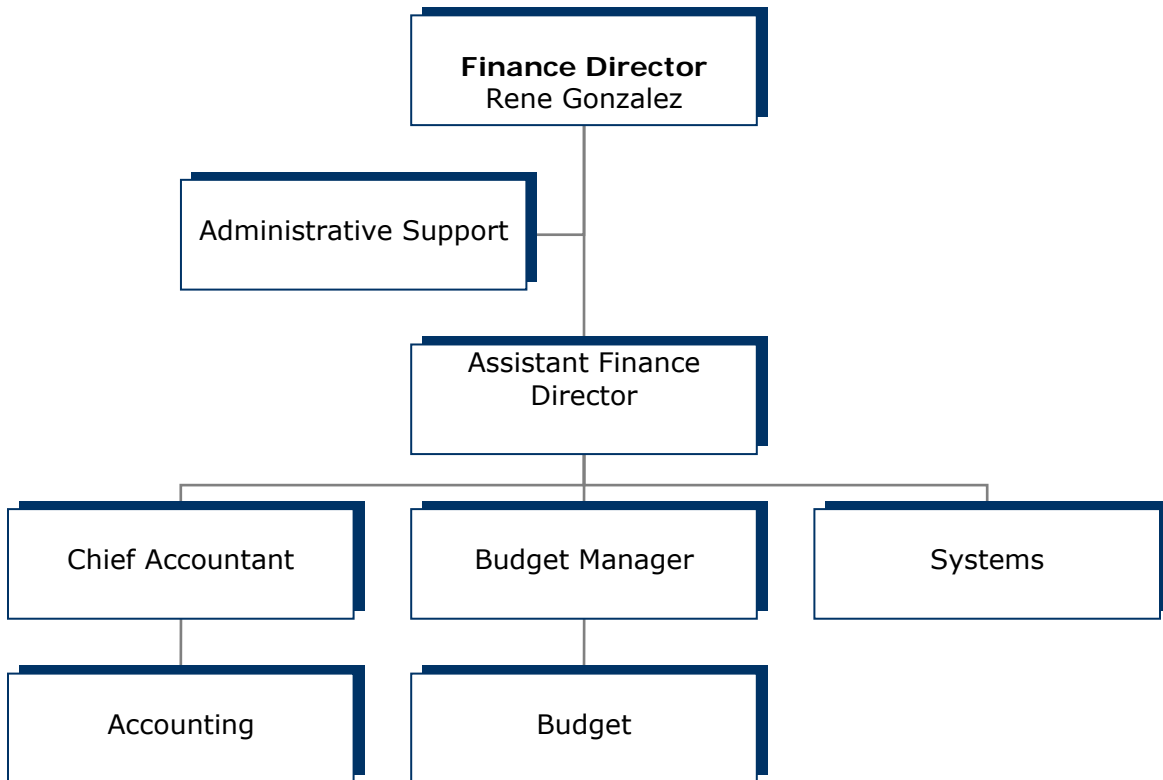 Finance Director
Rene Gonzalez
Administrative Support
Assistant Finance
Director
Chief Accountant
Budget Manager
Systems
Accounting
Budget